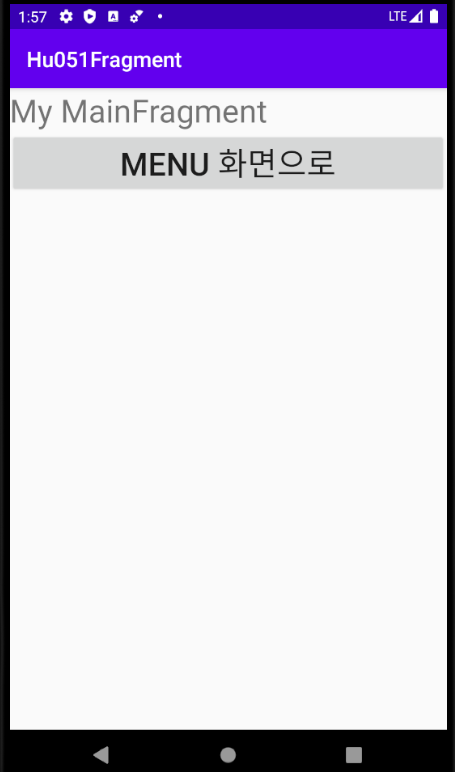 1:57 LTE
Hu051Fragment
My MainFragment
MENU 화면으로